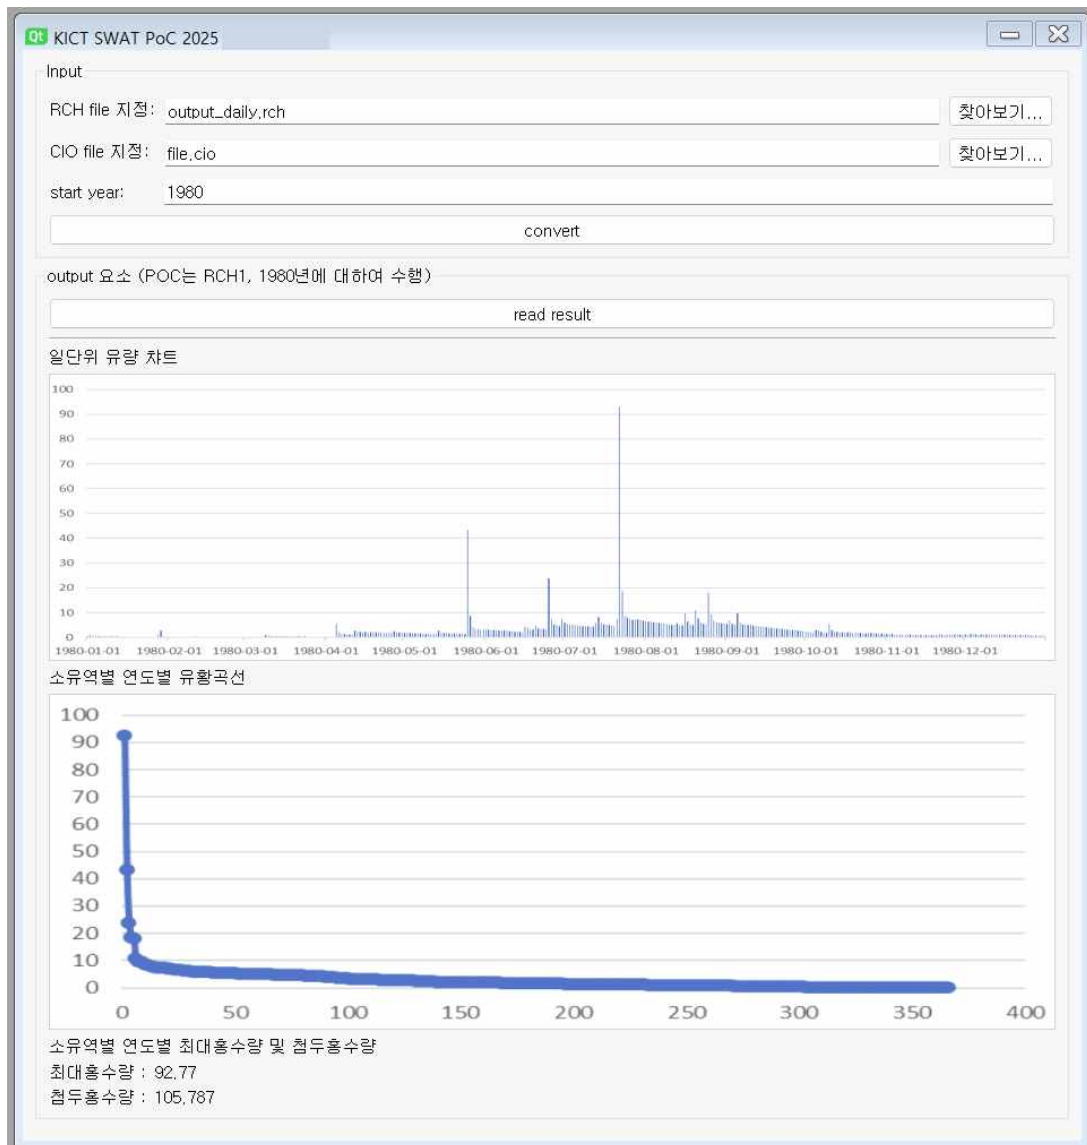 Qt KICT SWAT PoC 2025
Input
RCH file 지정: output_daily.rch 찾아보기...
CIO file 지정: file.cio 찾아보기...
start year: 1980
convert
output 요소 (POC는 RCH1, 1980년에 대하여 수행)
read result
일단위 유량 챠트
100
90
80
70
60
50
40
30
20
10
0
1980-01-01 1980-02-01 1980-03-01 1980-04-01 1980-05-01 1980-06-01 1980-07-01 1980-08-01 1980-09-01 1980-10-01 1980-11-01 1980-12-01
소유역별 연도별 유황곡선
100
90
80
70
60
50
40
30
20
10
0
0 50 100 150 200 250 300 350 400
소유역별 연도별 최대홍수량 및 첨두홍수량
최대홍수량 : 92.77
첨두홍수량 : 105.787